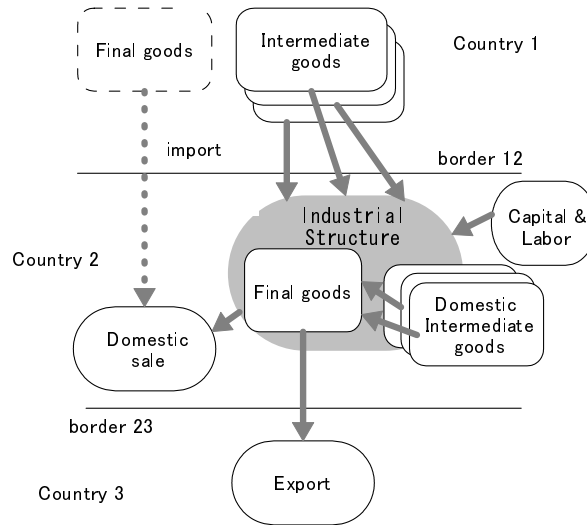 Final goods
Intermediate
goods
Country 1
import
border 12
Industrial
Structure
Capital &
Labor
Country 2
Final goods
Domestic
Intermediate
goods
Domestic
sale
border 23
Export
Country 3